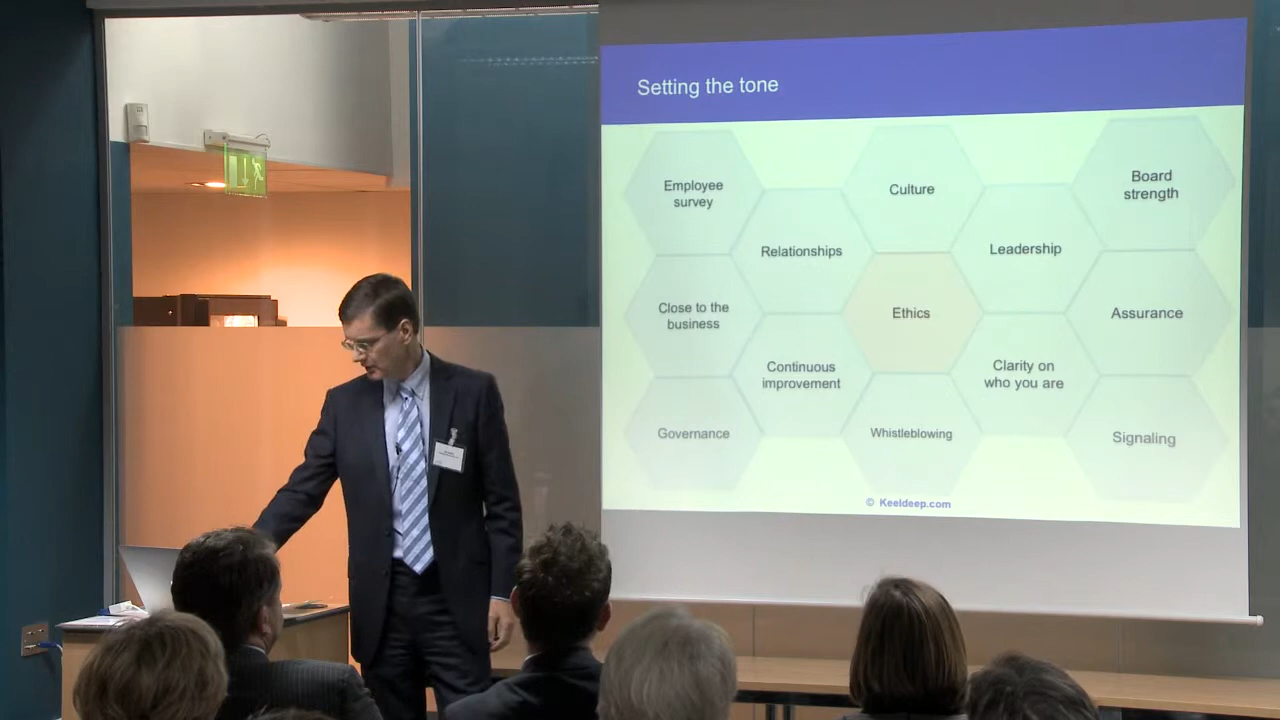 Setting the tone
Employee
survey
Culture
Board
strength
Relationships
Leadership
Close to the
business
Ethics
Assurance
Continuous
improvement
Clarity on
who you are
Governance
Whistleblowing
Signaling
© Keeldeep.com